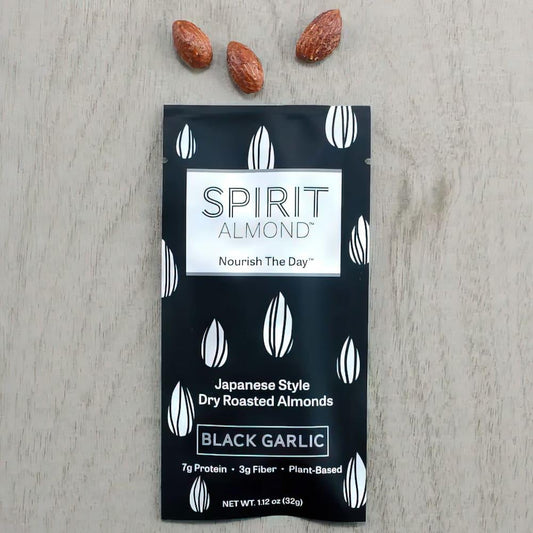 SPIRIT
ALMOND™
Nourish The Day™
Japanese Style
Dry Roasted Almonds
BLACK GARLIC
7g Protein • 3g Fiber • Plant-Based
NET WT. 1.12 oz (32g)